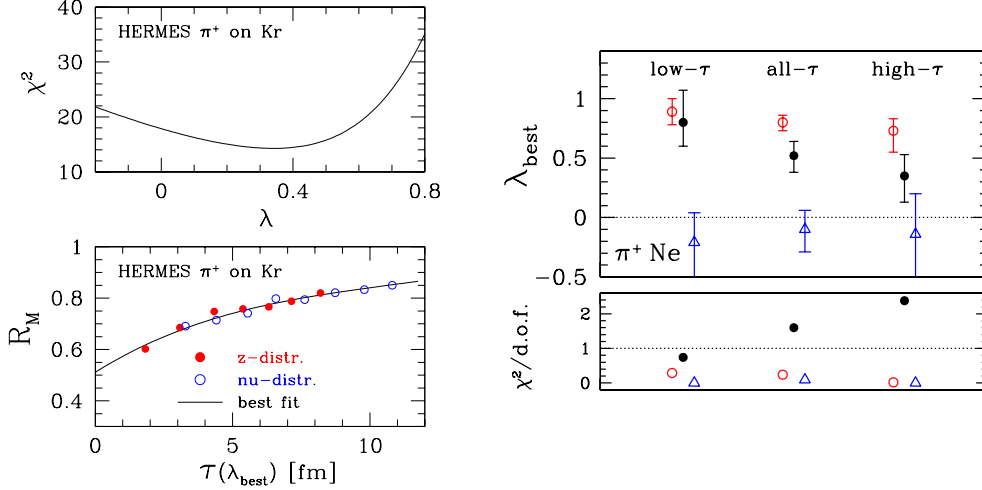 HERMES π⁺ on Kr
χ²
40
30
20
10
0
0.4
0.8
λ
HERMES π⁺ on Kr
R_M
1
0.8
0.6
0.4
z-distr.
nu-distr.
best fit
0
5
10
τ(λ_best) [fm]
low-τ
all-τ
high-τ
λ_best
1
0.5
0
−0.5
π⁺ Ne
χ²/d.o.f.
2
1
0